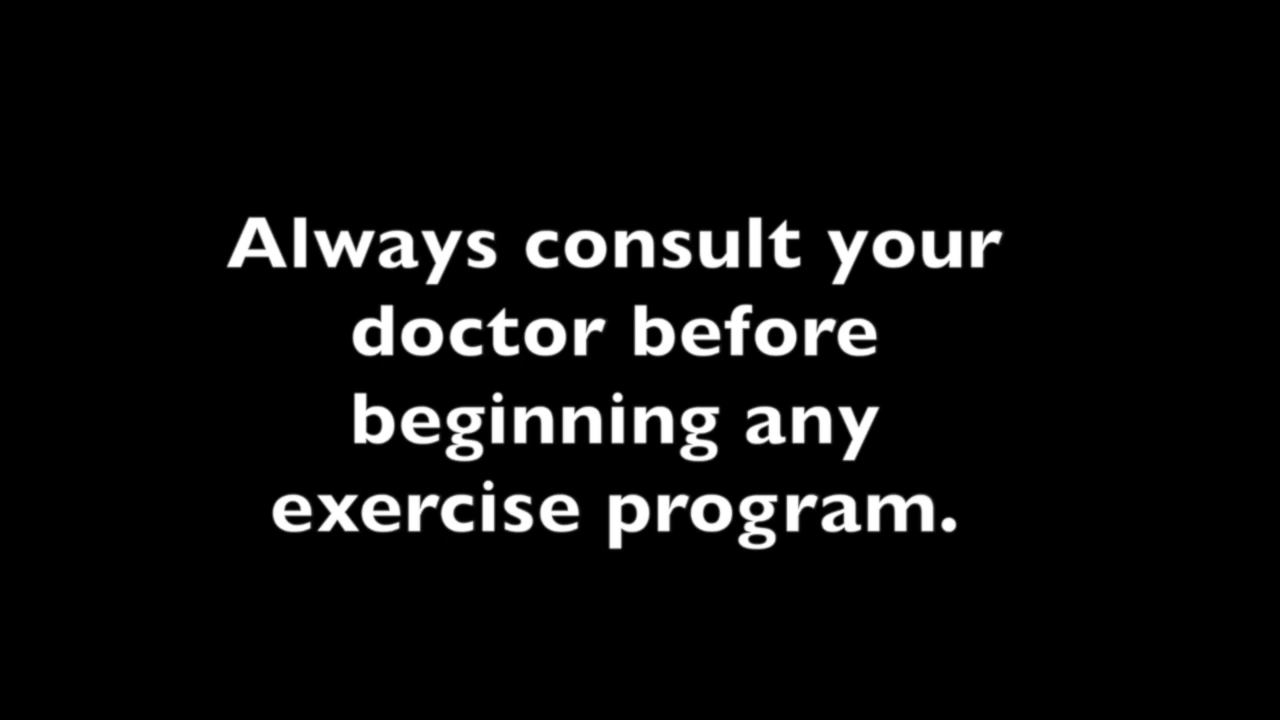 Always consult your
doctor before
beginning any
exercise program.